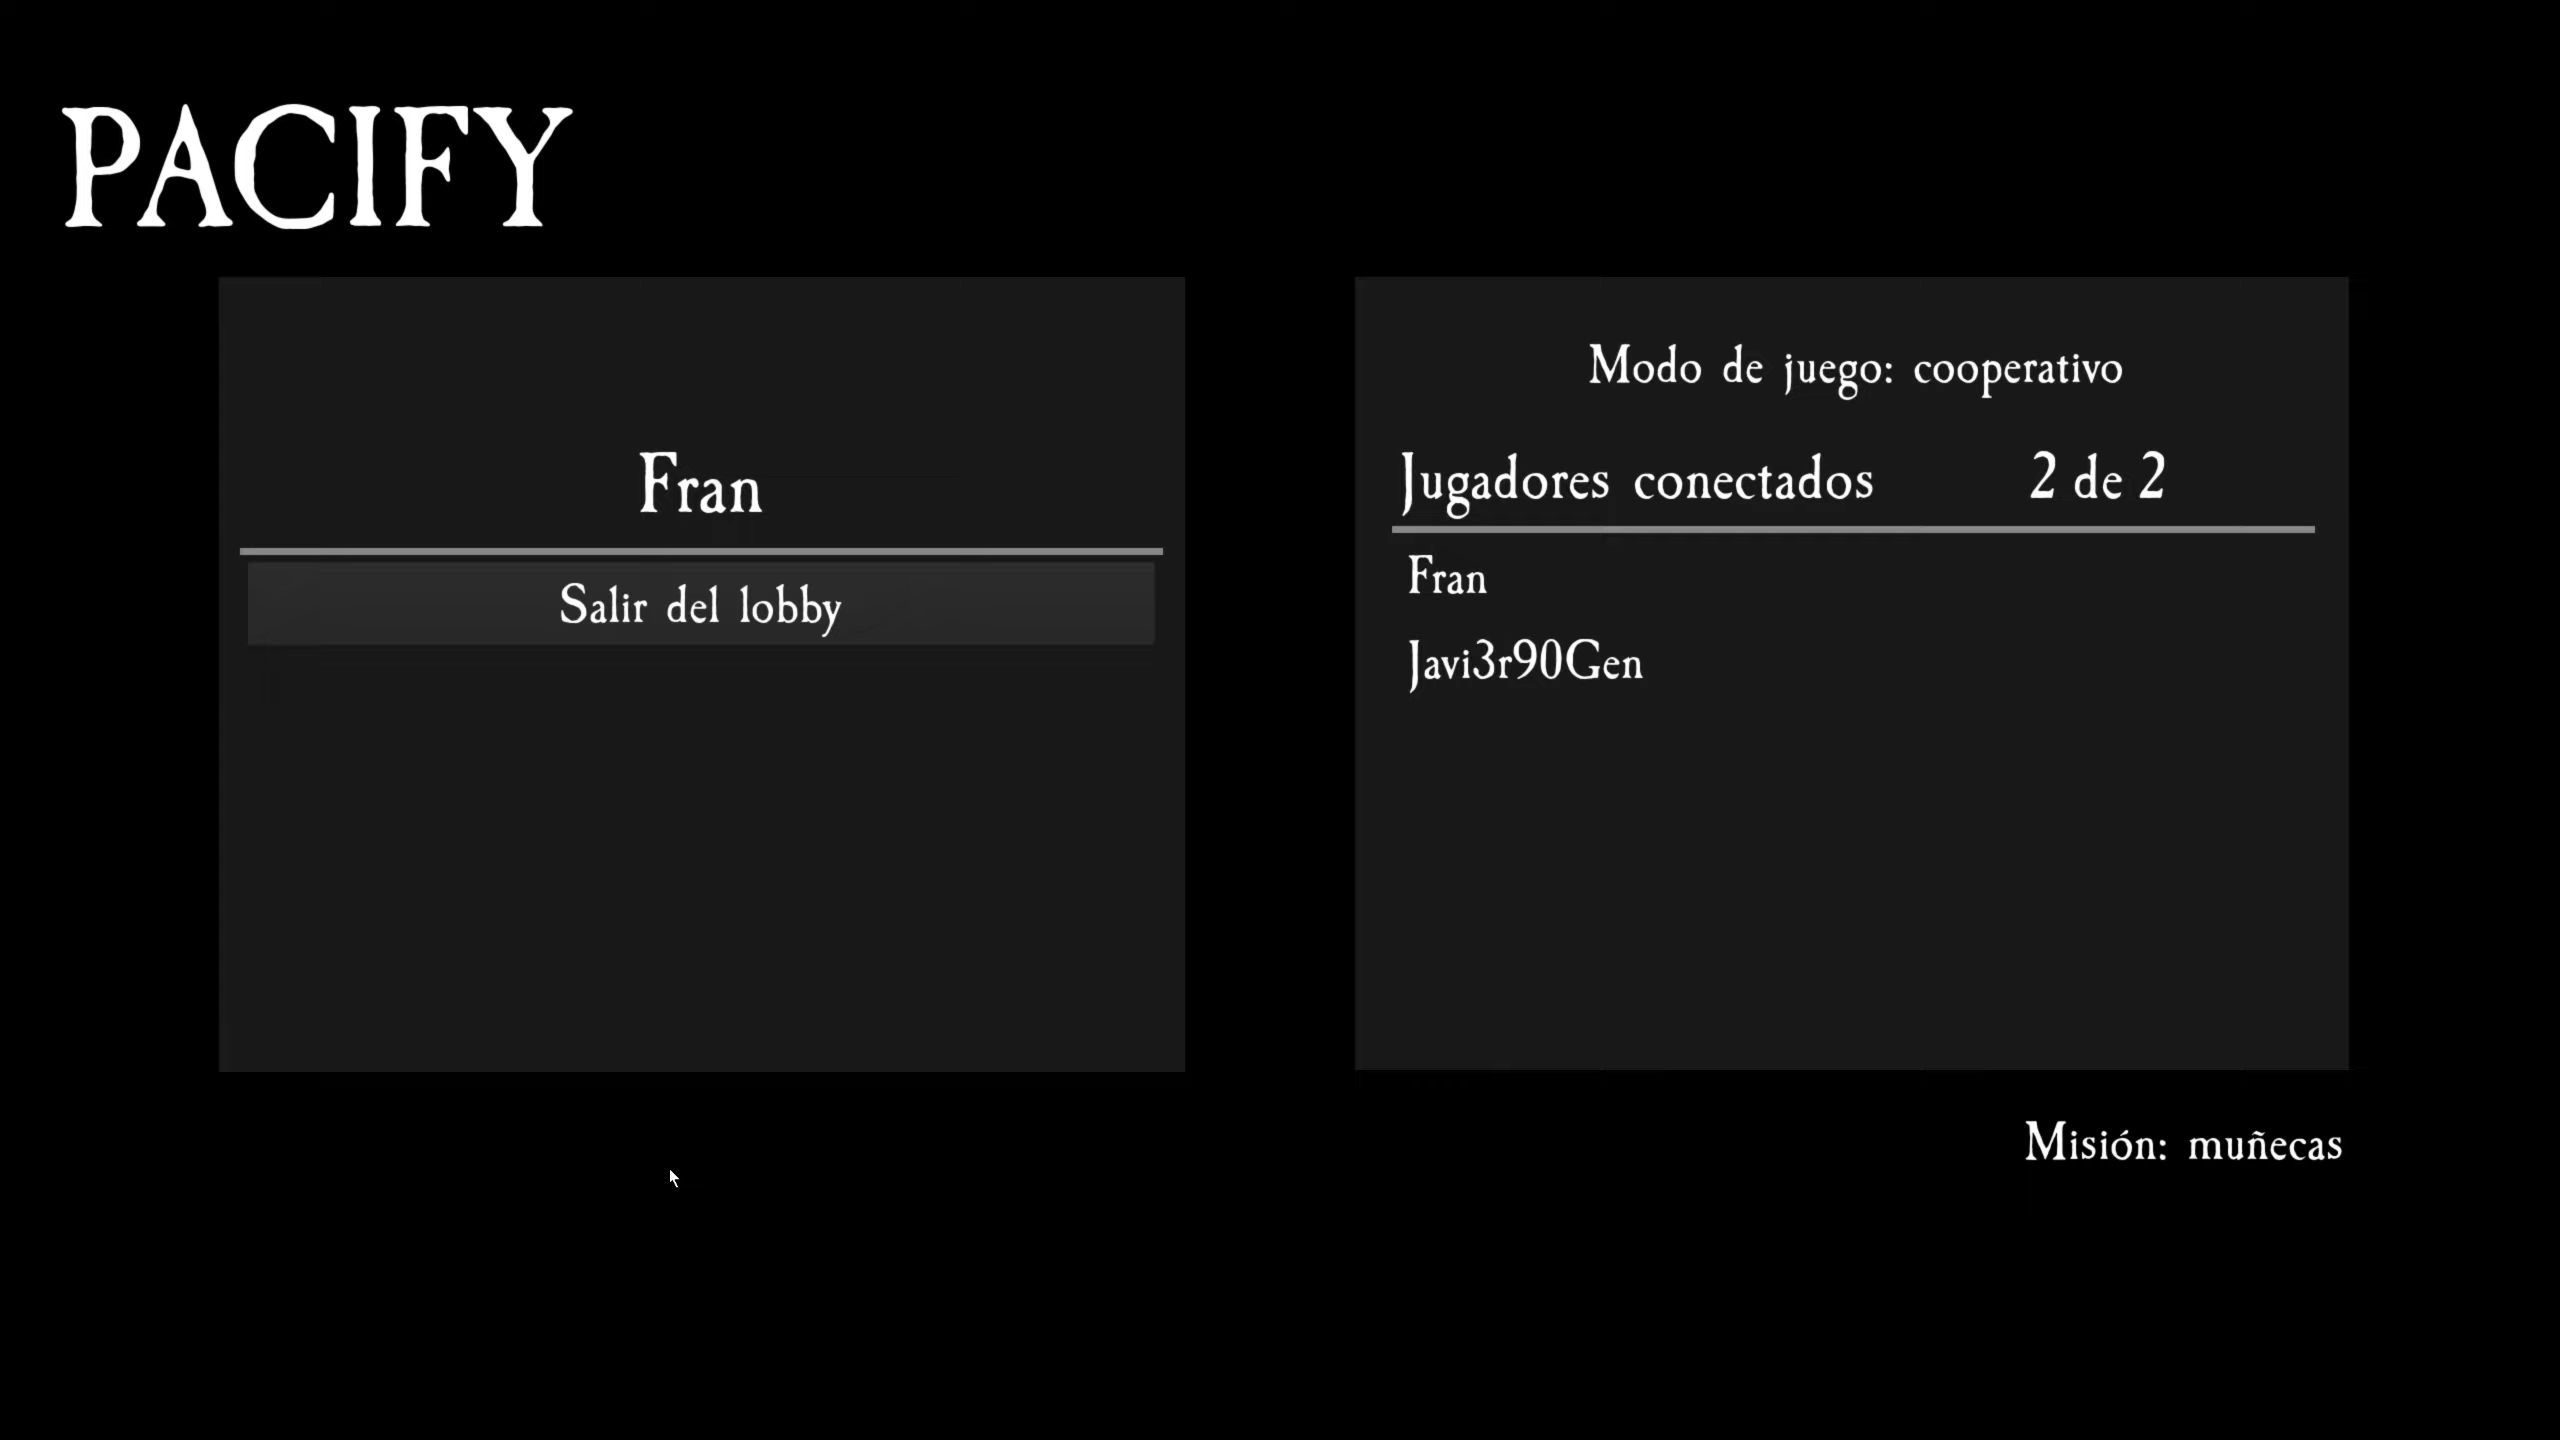 PACIFY
Fran
Salir del lobby
Modo de juego: cooperativo
Jugadores conectados 2 de 2
Fran
Javi3r90Gen
Misión: muñecas